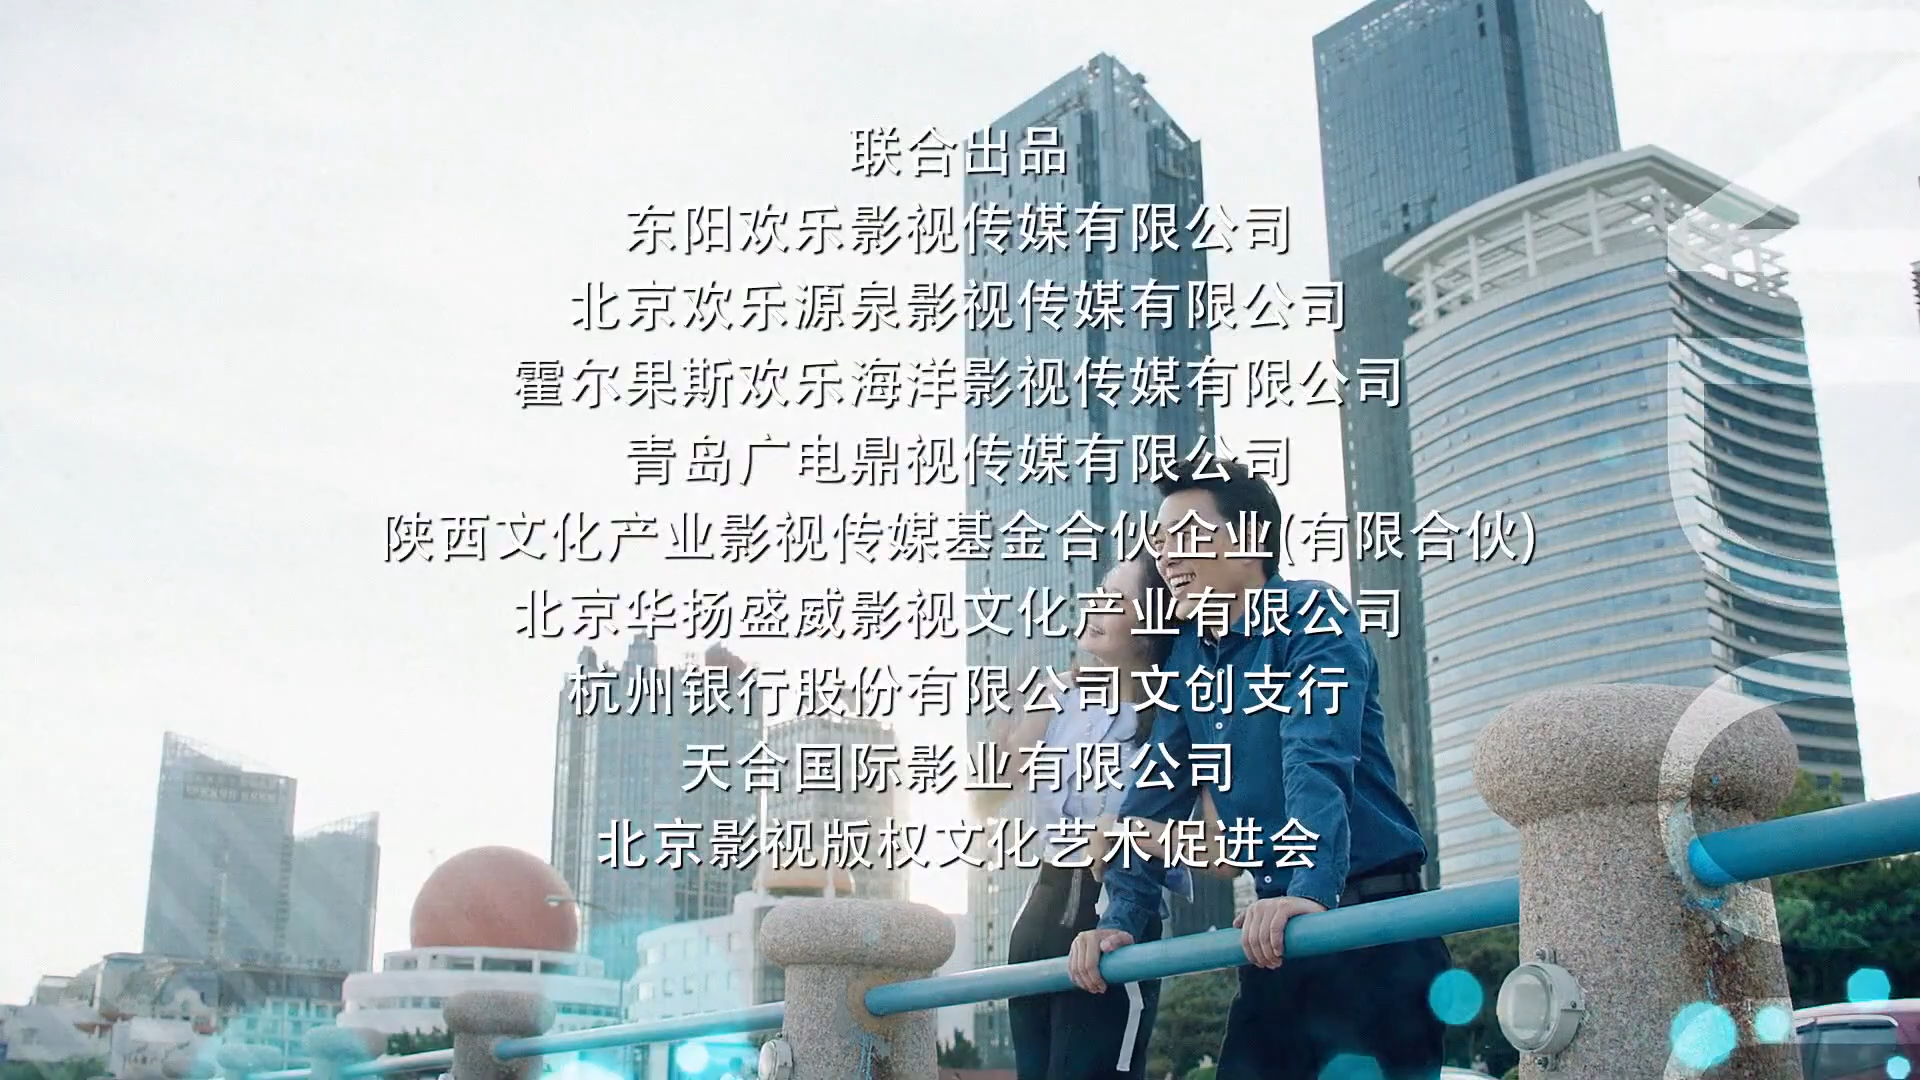 联合出品
东阳欢乐影视传媒有限公司
北京欢乐源泉影视传媒有限公司
霍尔果斯欢乐海洋影视传媒有限公司
青岛广电鼎视传媒有限公司
陕西文化产业影视传媒基金合伙企业(有限合伙)
北京华扬盛威影视文化产业有限公司
杭州银行股份有限公司文创支行
天合国际影业有限公司
北京影视版权文化艺术促进会